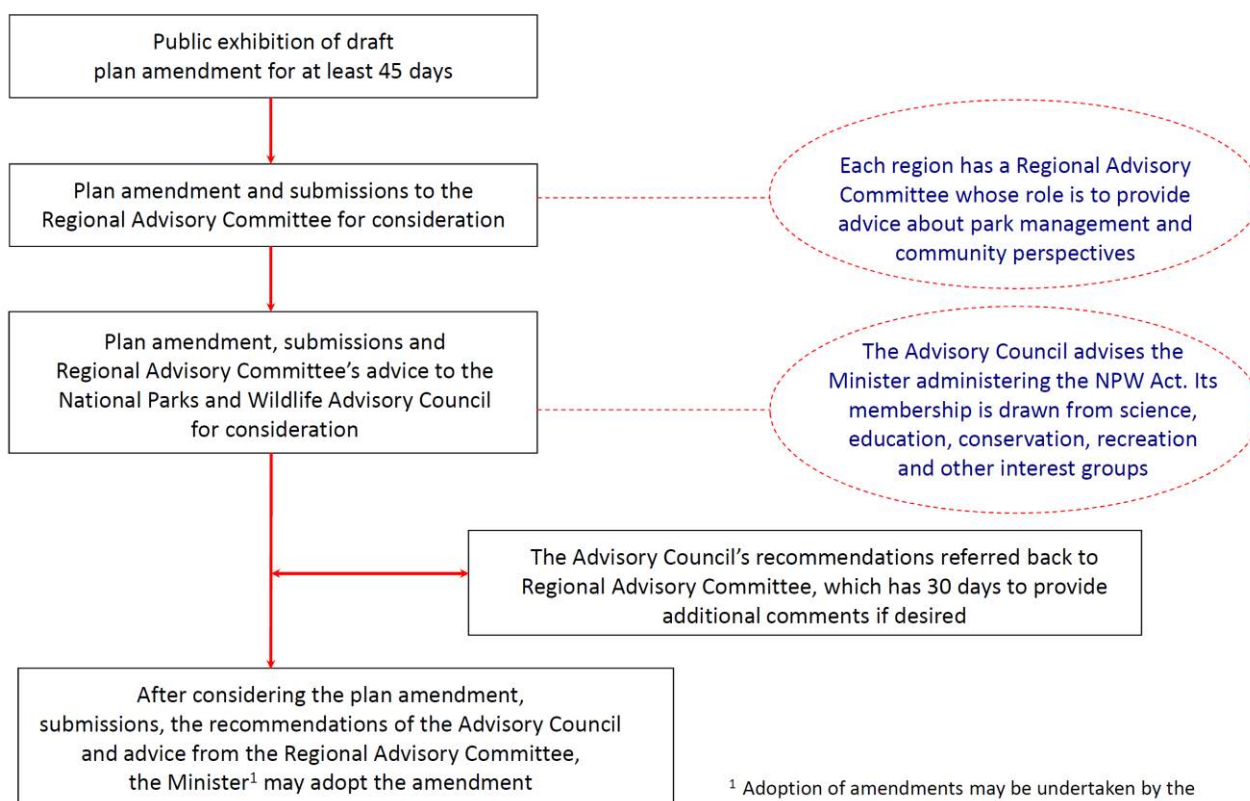 Public exhibition of draft
plan amendment for at least 45 days
Plan amendment and submissions to the
Regional Advisory Committee for consideration
Each region has a Regional Advisory
Committee whose role is to provide
advice about park management and
community perspectives
Plan amendment, submissions and
Regional Advisory Committee’s advice to the
National Parks and Wildlife Advisory Council
for consideration
The Advisory Council advises the
Minister administering the NPW Act. Its
membership is drawn from science,
education, conservation, recreation
and other interest groups
The Advisory Council’s recommendations referred back to
Regional Advisory Committee, which has 30 days to provide
additional comments if desired
After considering the plan amendment,
submissions, the recommendations of the Advisory Council
and advice from the Regional Advisory Committee,
the Minister¹ may adopt the amendment
¹ Adoption of amendments may be undertaken by the